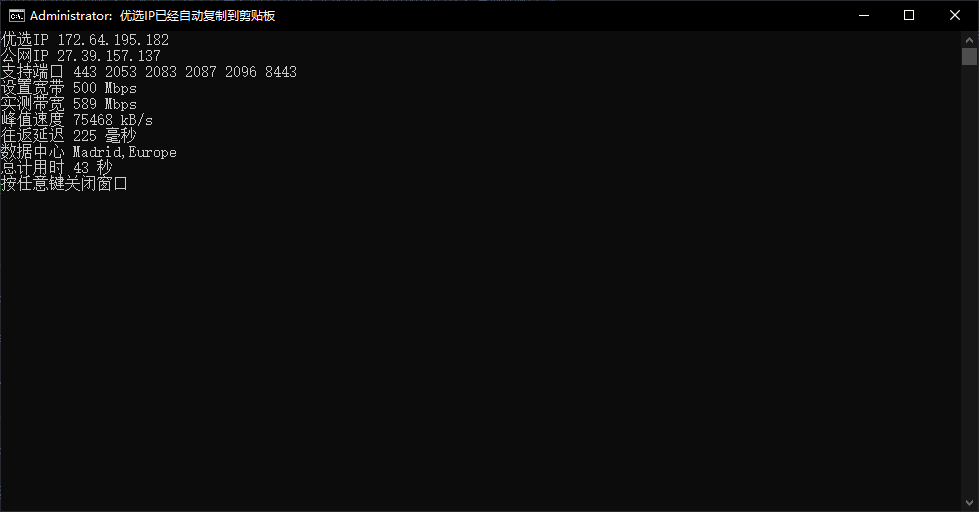 Administrator: 优选IP已经自动复制到剪贴板
优选IP 172.64.195.182
公网IP 27.39.157.137
支持端口 443 2053 2083 2087 2096 8443
设置宽带 500 Mbps
实测带宽 589 Mbps
峰值速度 75468 kB/s
往返延迟 225 毫秒
数据中心 Madrid,Europe
总计用时 43 秒
按任意键关闭窗口